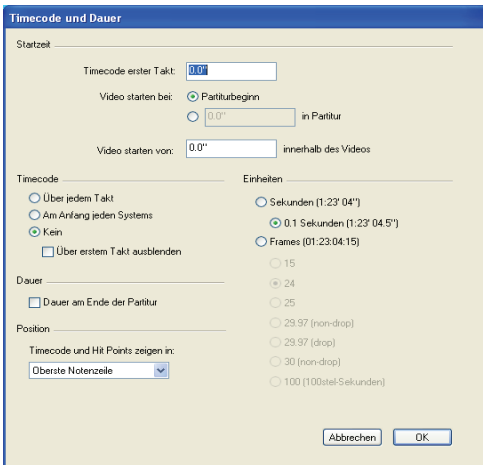 Timecode und Dauer
Startzeit
Timecode erster Takt: 0.0"
Video starten bei: Partiturbeginn
0.0" in Partitur
Video starten von: 0.0" innerhalb des Videos
Timecode
Über jedem Takt
Am Anfang jeden Systems
Kein
Über erstem Takt ausblenden
Dauer
Dauer am Ende der Partitur
Position
Timecode und Hit Points zeigen in:
Oberste Notenzeile
Einheiten
Sekunden (1:23' 04")
0.1 Sekunden (1:23' 04.5")
Frames (01:23:04:15)
15
24
25
29.97 (non-drop)
29.97 (drop)
30 (non-drop)
100 (100stel-Sekunden)
Abbrechen OK